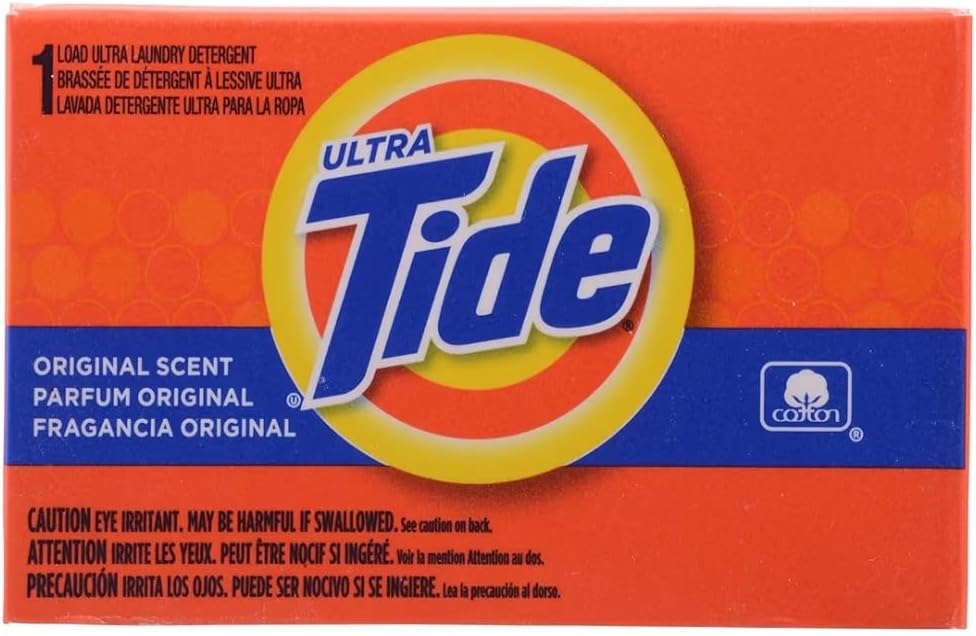 1 LOAD ULTRA LAUNDRY DETERGENT
BRASSÉE DE DÉTERGENT À LESSIVE ULTRA
LAVADA DETERGENTE ULTRA PARA LA ROPA
ULTRA
Tide®
ORIGINAL SCENT
PARFUM ORIGINAL
FRAGANCIA ORIGINAL
Ⓤ
cotton®
CAUTION EYE IRRITANT. MAY BE HARMFUL IF SWALLOWED. See caution on back.
ATTENTION IRRITE LES YEUX. PEUT ÊTRE NOCIF SI INGÉRÉ. Voir la mention Attention au dos.
PRECAUCIÓN IRRITA LOS OJOS. PUEDE SER NOCIVO SI SE INGIERE. Lea la precaución al dorso.